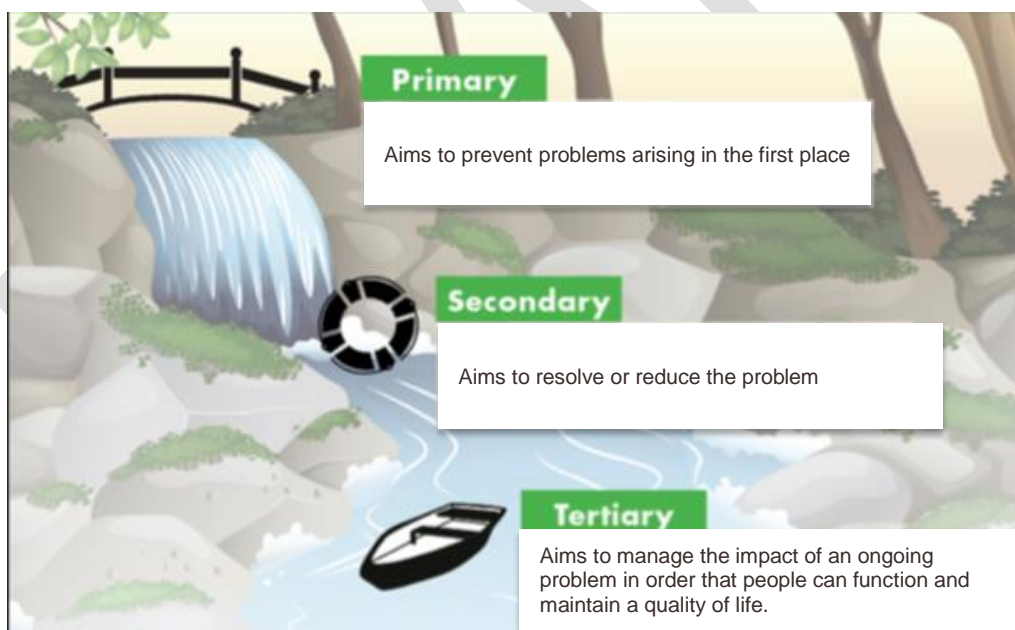 Primary
Aims to prevent problems arising in the first place
Secondary
Aims to resolve or reduce the problem
Tertiary
Aims to manage the impact of an ongoing
problem in order that people can function and
maintain a quality of life.